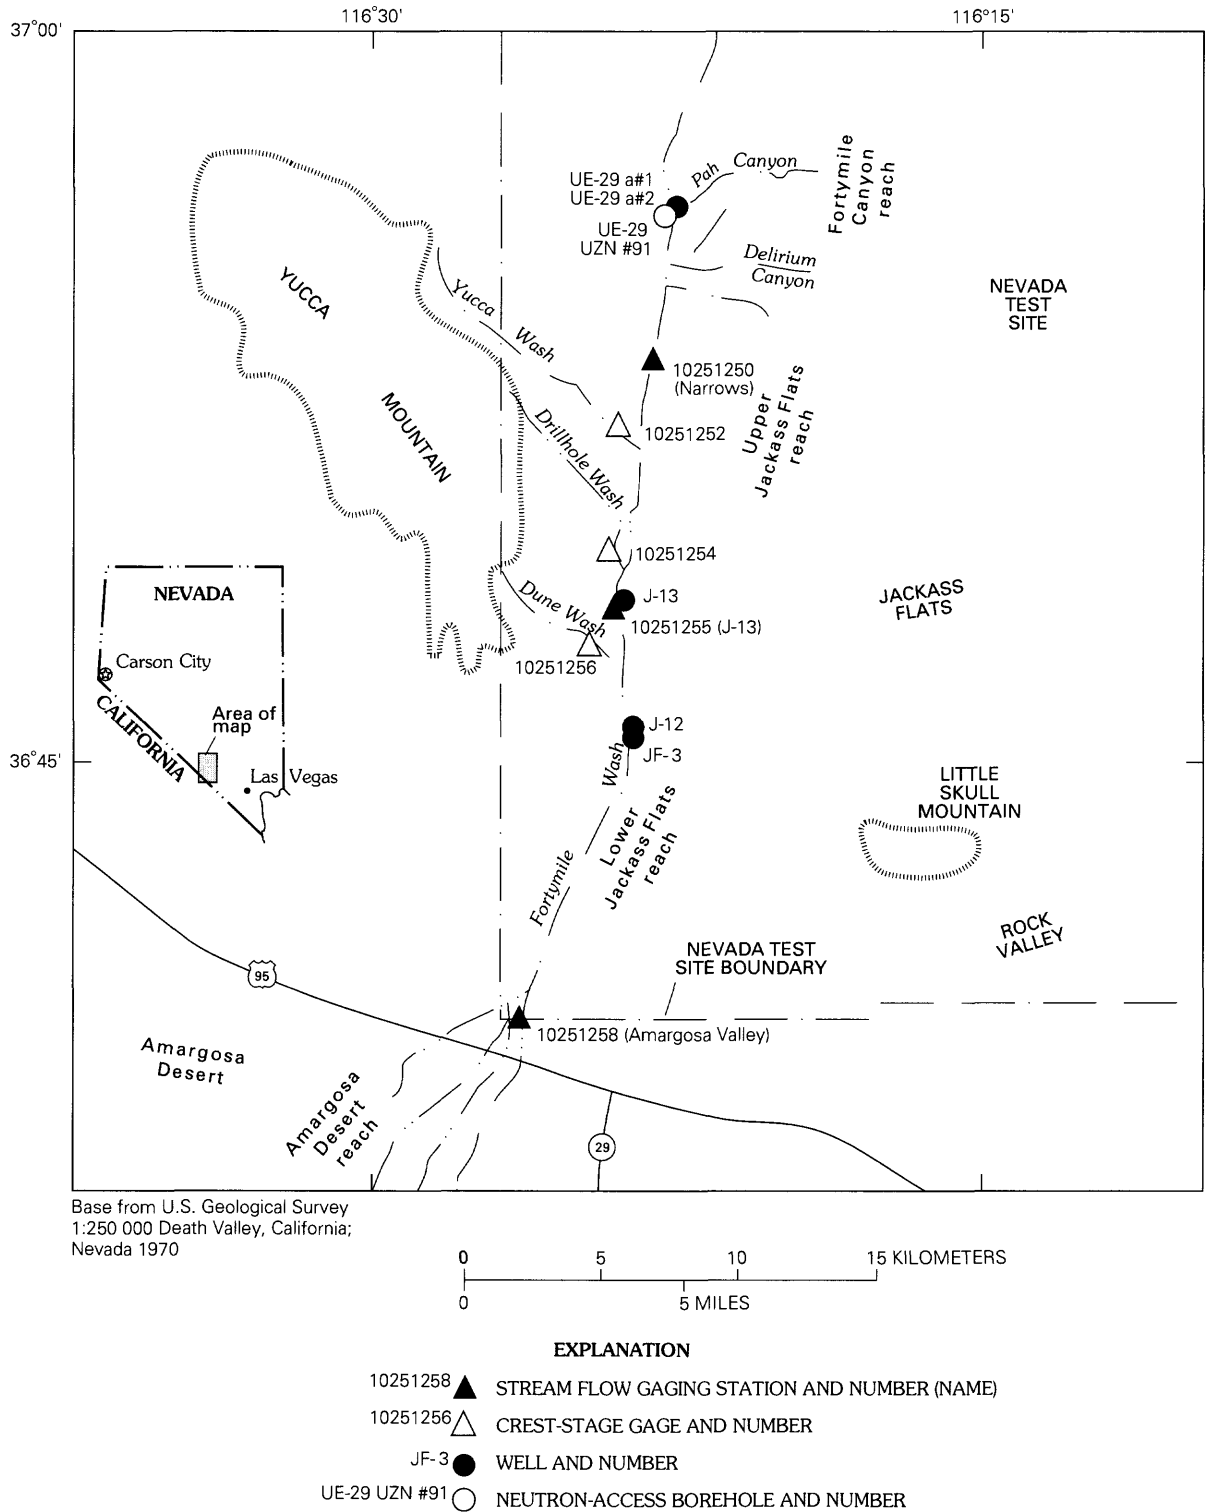 116°30'
116°15'
37°00'
Pah Canyon
Fortymile
Canyon
reach
UE-29 a#1
UE-29 a#2
UE-29
UZN #91
Delirium
Canyon
NEVADA
TEST
SITE
YUCCA
MOUNTAIN
Yucca Wash
10251250
(Narrows)
Upper
Jackass Flats
reach
10251252
Drillhole Wash
10251254
J-13
10251255 (J-13)
Dune Wash
10251256
JACKASS
FLATS
NEVADA
Carson City
CALIFORNIA
Area of
map
Las Vegas
J-12
JF-3
36°45'
Fortymile Wash
Lower
Jackass Flats
reach
LITTLE
SKULL
MOUNTAIN
ROCK
VALLEY
NEVADA TEST
SITE BOUNDARY
95
10251258 (Amargosa Valley)
Amargosa
Desert
Amargosa
Desert
reach
29
Base from U.S. Geological Survey
1:250 000 Death Valley, California;
Nevada 1970
0 5 10 15 KILOMETERS
0 5 MILES
EXPLANATION
10251258 STREAM FLOW GAGING STATION AND NUMBER (NAME)
10251256 CREST-STAGE GAGE AND NUMBER
JF-3 WELL AND NUMBER
UE-29 UZN #91 NEUTRON-ACCESS BOREHOLE AND NUMBER